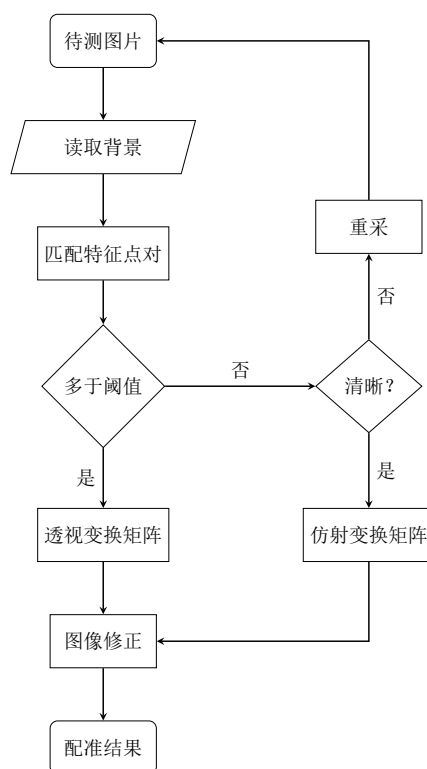 待测图片
读取背景
匹配特征点对
重采
否
多于阈值
否
清晰？
是
是
透视变换矩阵
仿射变换矩阵
图像修正
配准结果